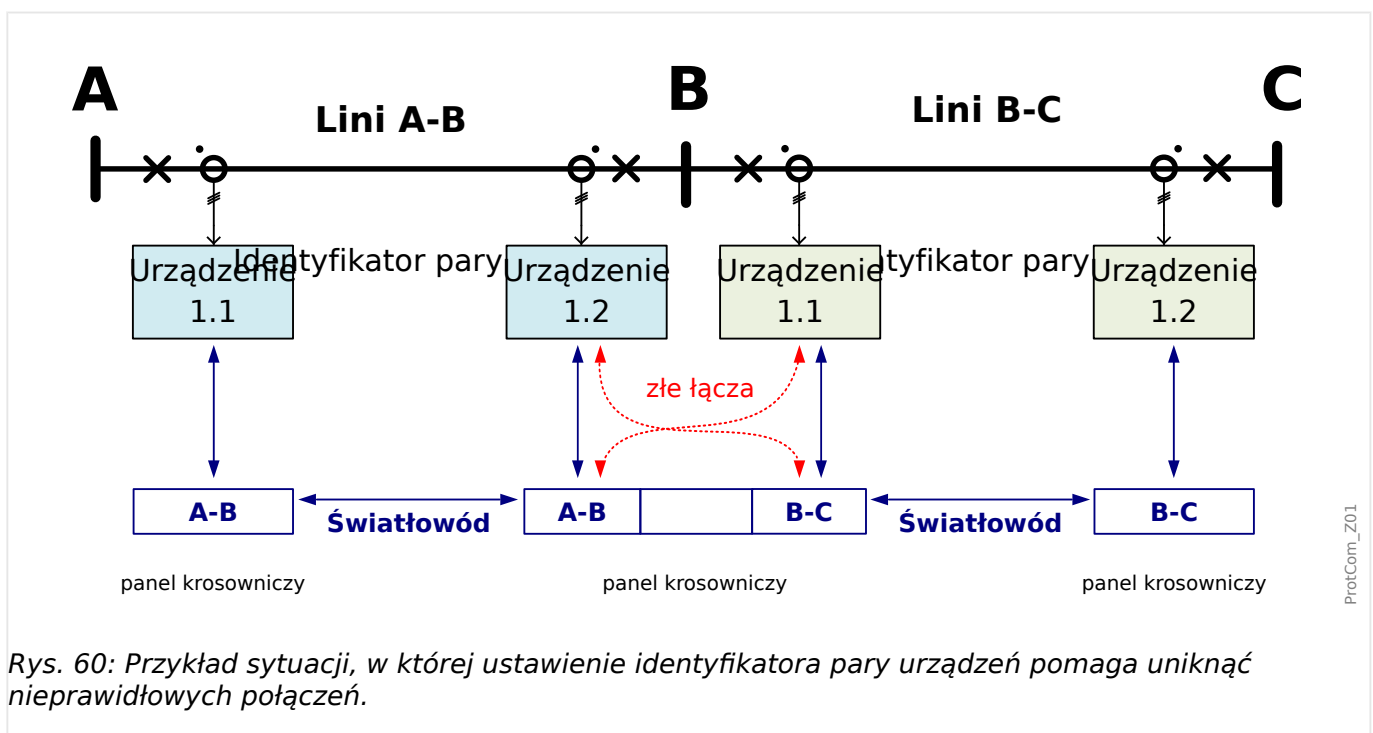 A
B
C
Lini A-B
Lini B-C
Identyfikator pary
tyfikator pary
Urządzenie
1.1
Urządzenie
1.2
Urządzenie
1.1
Urządzenie
1.2
złe łącza
A-B
Światłowód
A-B
B-C
Światłowód
B-C
panel krosowniczy
panel krosowniczy
panel krosowniczy
ProtCom_Z01
Rys. 60: Przykład sytuacji, w której ustawienie identyfikatora pary urządzeń pomaga uniknąć
nieprawidłowych połączeń.